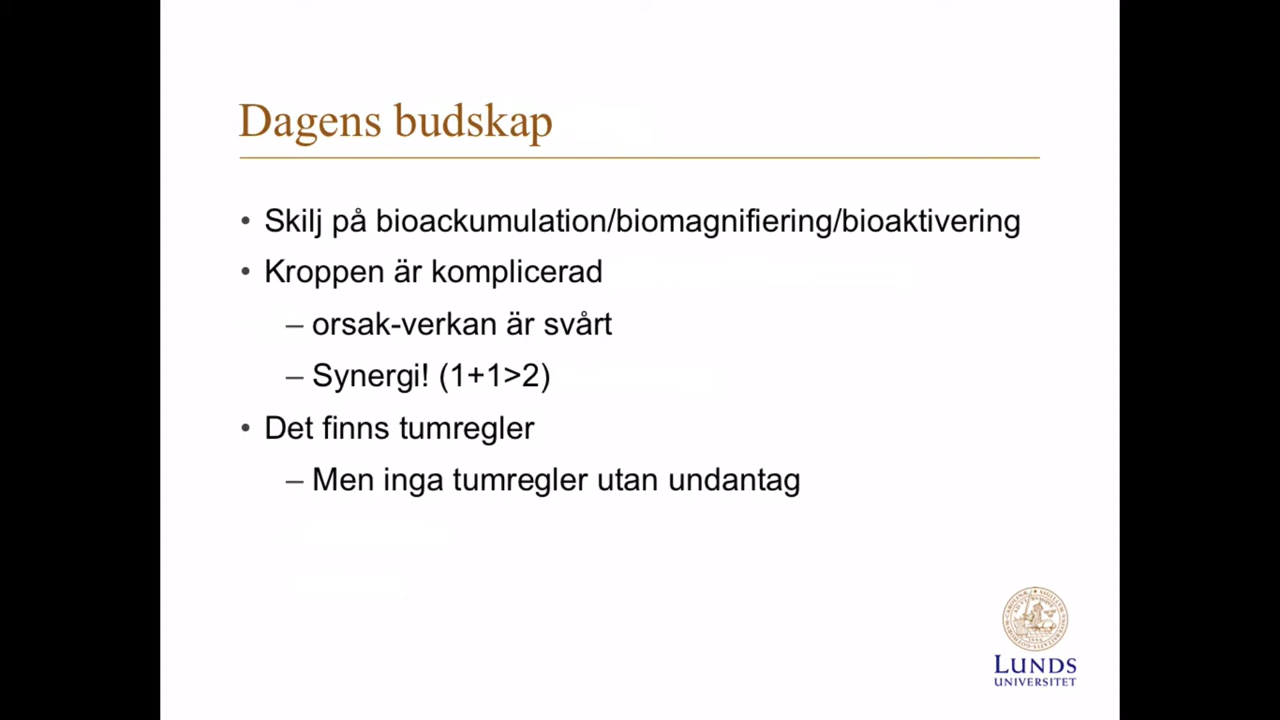 Dagens budskap
• Skilj på bioackumulation/biomagnifiering/bioaktivering
• Kroppen är komplicerad
– orsak-verkan är svårt
– Synergi! (1+1>2)
• Det finns tumregler
– Men inga tumregler utan undantag
LUNDS
UNIVERSITET